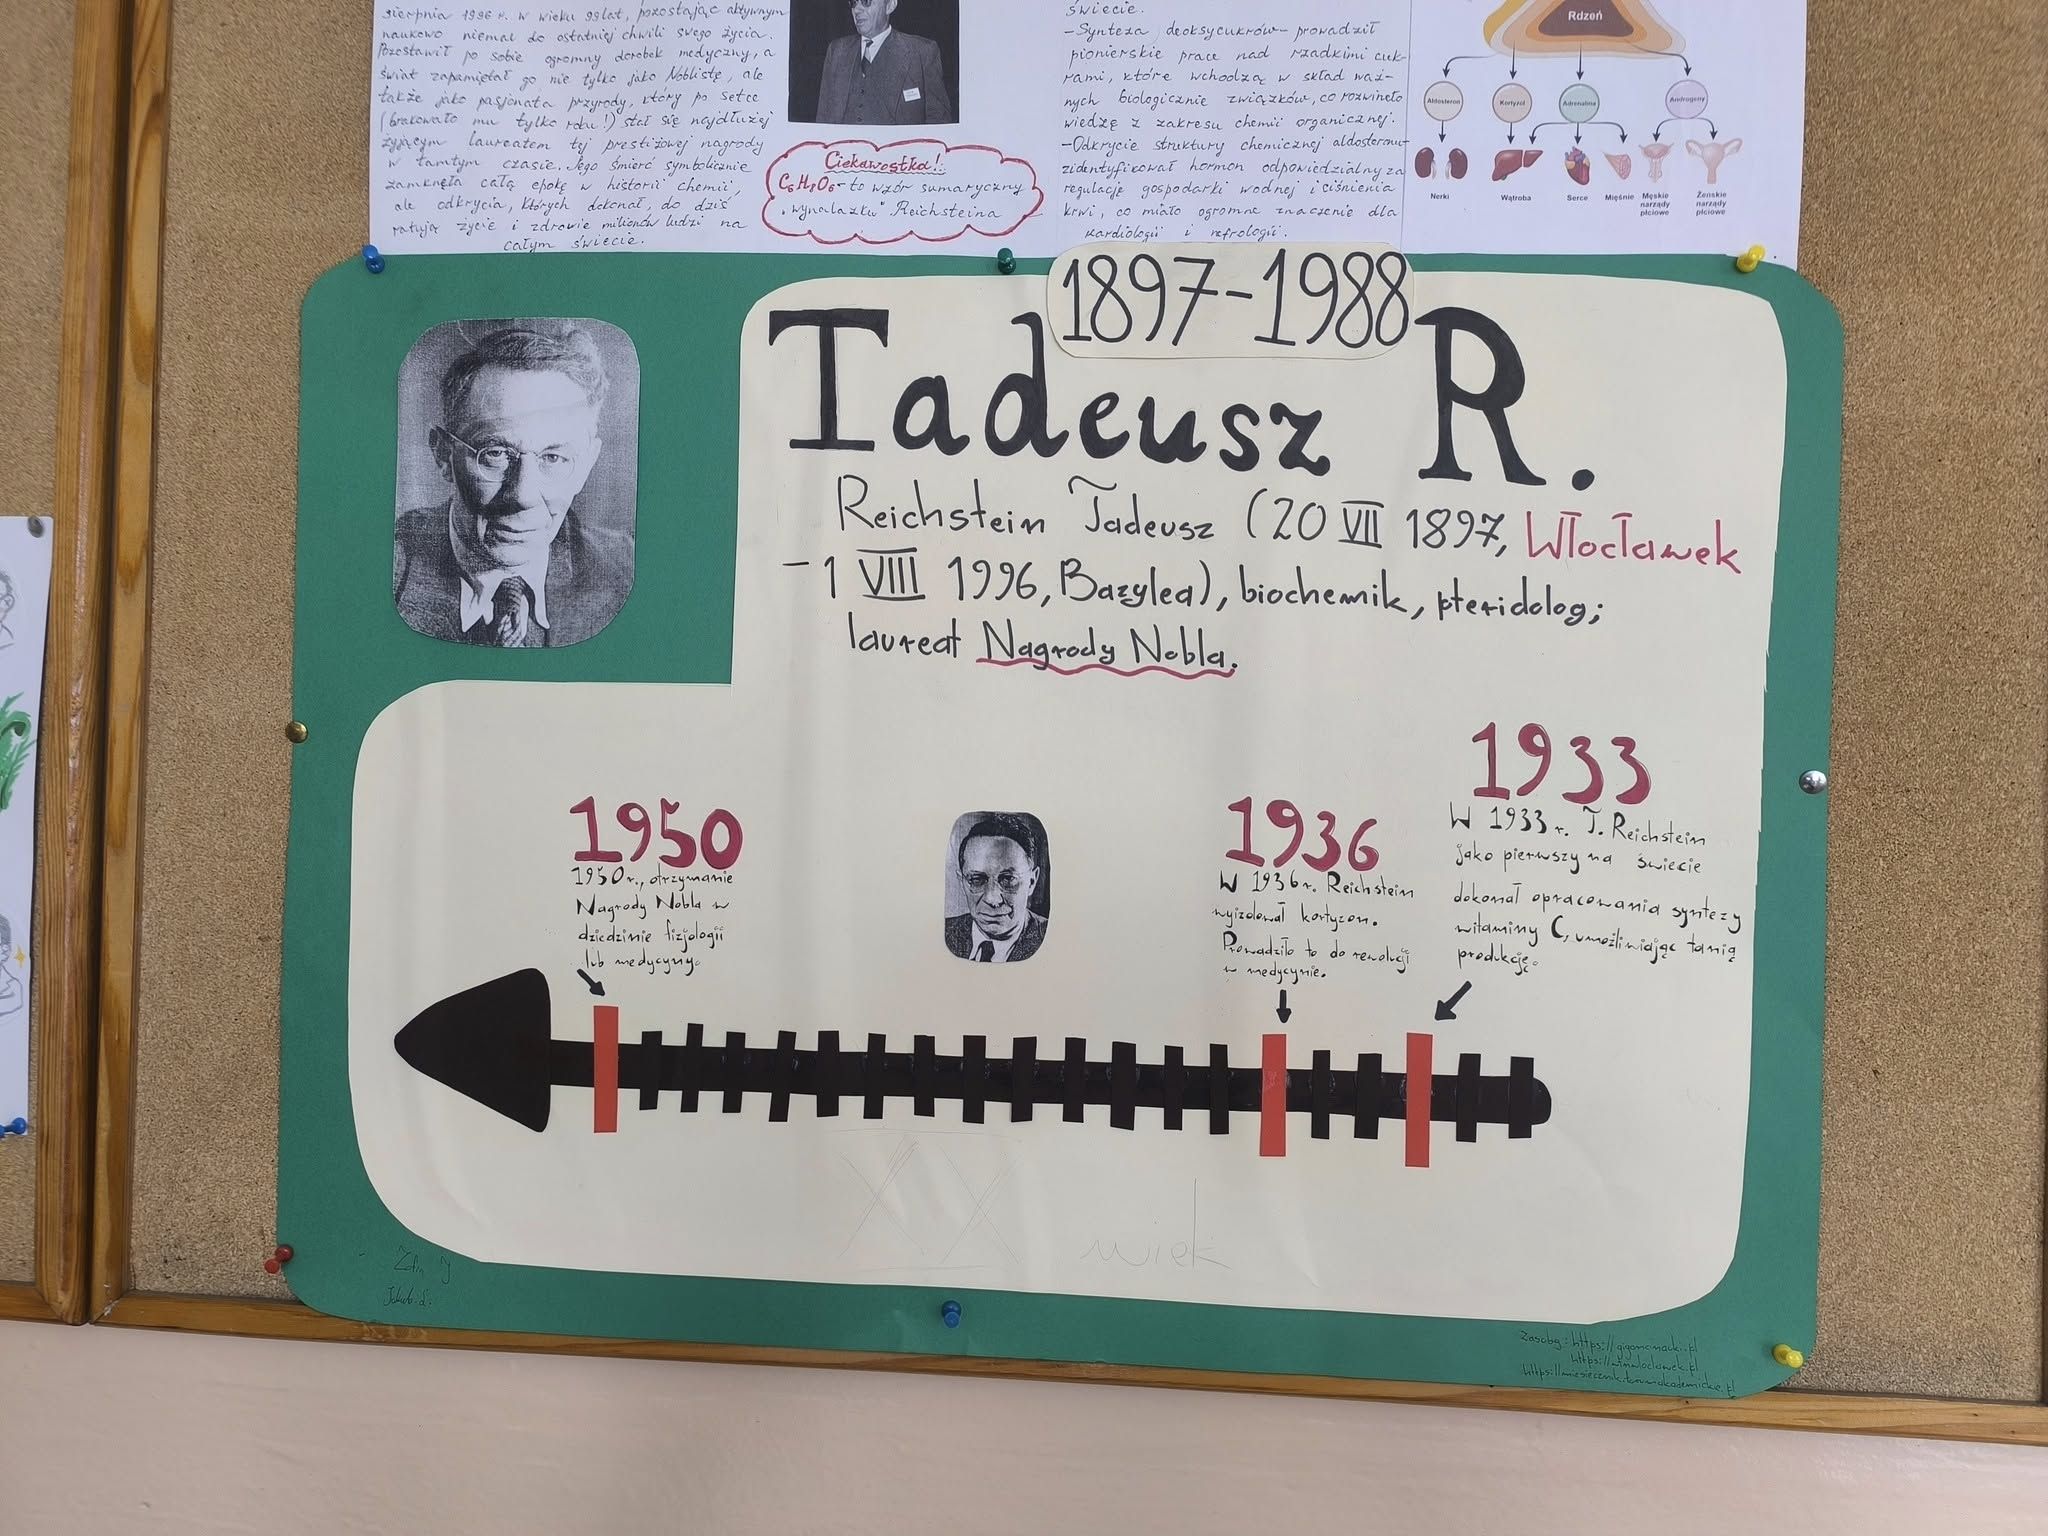 sierpnia 1996 r. w wieku 99 lat, pozostając aktywnym
naukowo niemal do ostatniej chwili swego życia.
Pozostawił po sobie ogromny dorobek medyczny, a
świat zapamiętał go nie tylko jako Noblistę, ale
także jako pasjonata przyrody, który po setce
(brakowało mu tylko roku!) stał się najdłużej
żyjącym laureatem tej prestiżowej nagrody
w tamtym czasie. Jego śmierć symbolicznie
zamknęła całą epokę w historii chemii,
ale odkrycia, których dokonał, do dziś
ratują życie i zdrowie milionów ludzi na
całym świecie.
Ciekawostka!:
C6H8O6 - to wzór sumaryczny
"wynalazku" Reichsteina
świecie.
-Synteza deoksycukrów- prowadził
pionierskie prace nad rzadkimi cuk-
rami, które wchodzą w skład waż-
nych biologicznie związków, co rozwinęło
wiedzę z zakresu chemii organicznej.
-Odkrycie struktury chemicznej aldosteronu-
zidentyfikował hormon odpowiedzialny za
regulację gospodarki wodnej i ciśnienia
krwi, co miało ogromne znaczenie dla
kardiologii i nefrologii.
Rdzeń
Aldosteron
Kortyzol
Adrenalina
Androgeny
Nerki
Wątroba
Serce
Mięśnie
Męskie narządy płciowe
Żeńskie narządy płciowe
1897-1988
Tadeusz R.
Reichstein Tadeusz (20 VII 1897, Włocławek
- 1 VIII 1996, Bazylea), biochemik, pteridolog;
laureat Nagrody Nobla.
1950
1950 r., otrzymanie
Nagrody Nobla w
dziedzinie fizjologii
lub medycyny.
1936
W 1936 r. Reichstein
wyizolował kortyzon.
Prowadziło to do rewolucji
w medycynie.
1933
W 1933 r. T. Reichstein
jako pierwszy na świecie
dokonał opracowania syntezy
witaminy C, umożliwiając tanią
produkcję.
XX wiek
Zofia J
Jakub S.
Zasoby: https://gigancinauki.pl
https://